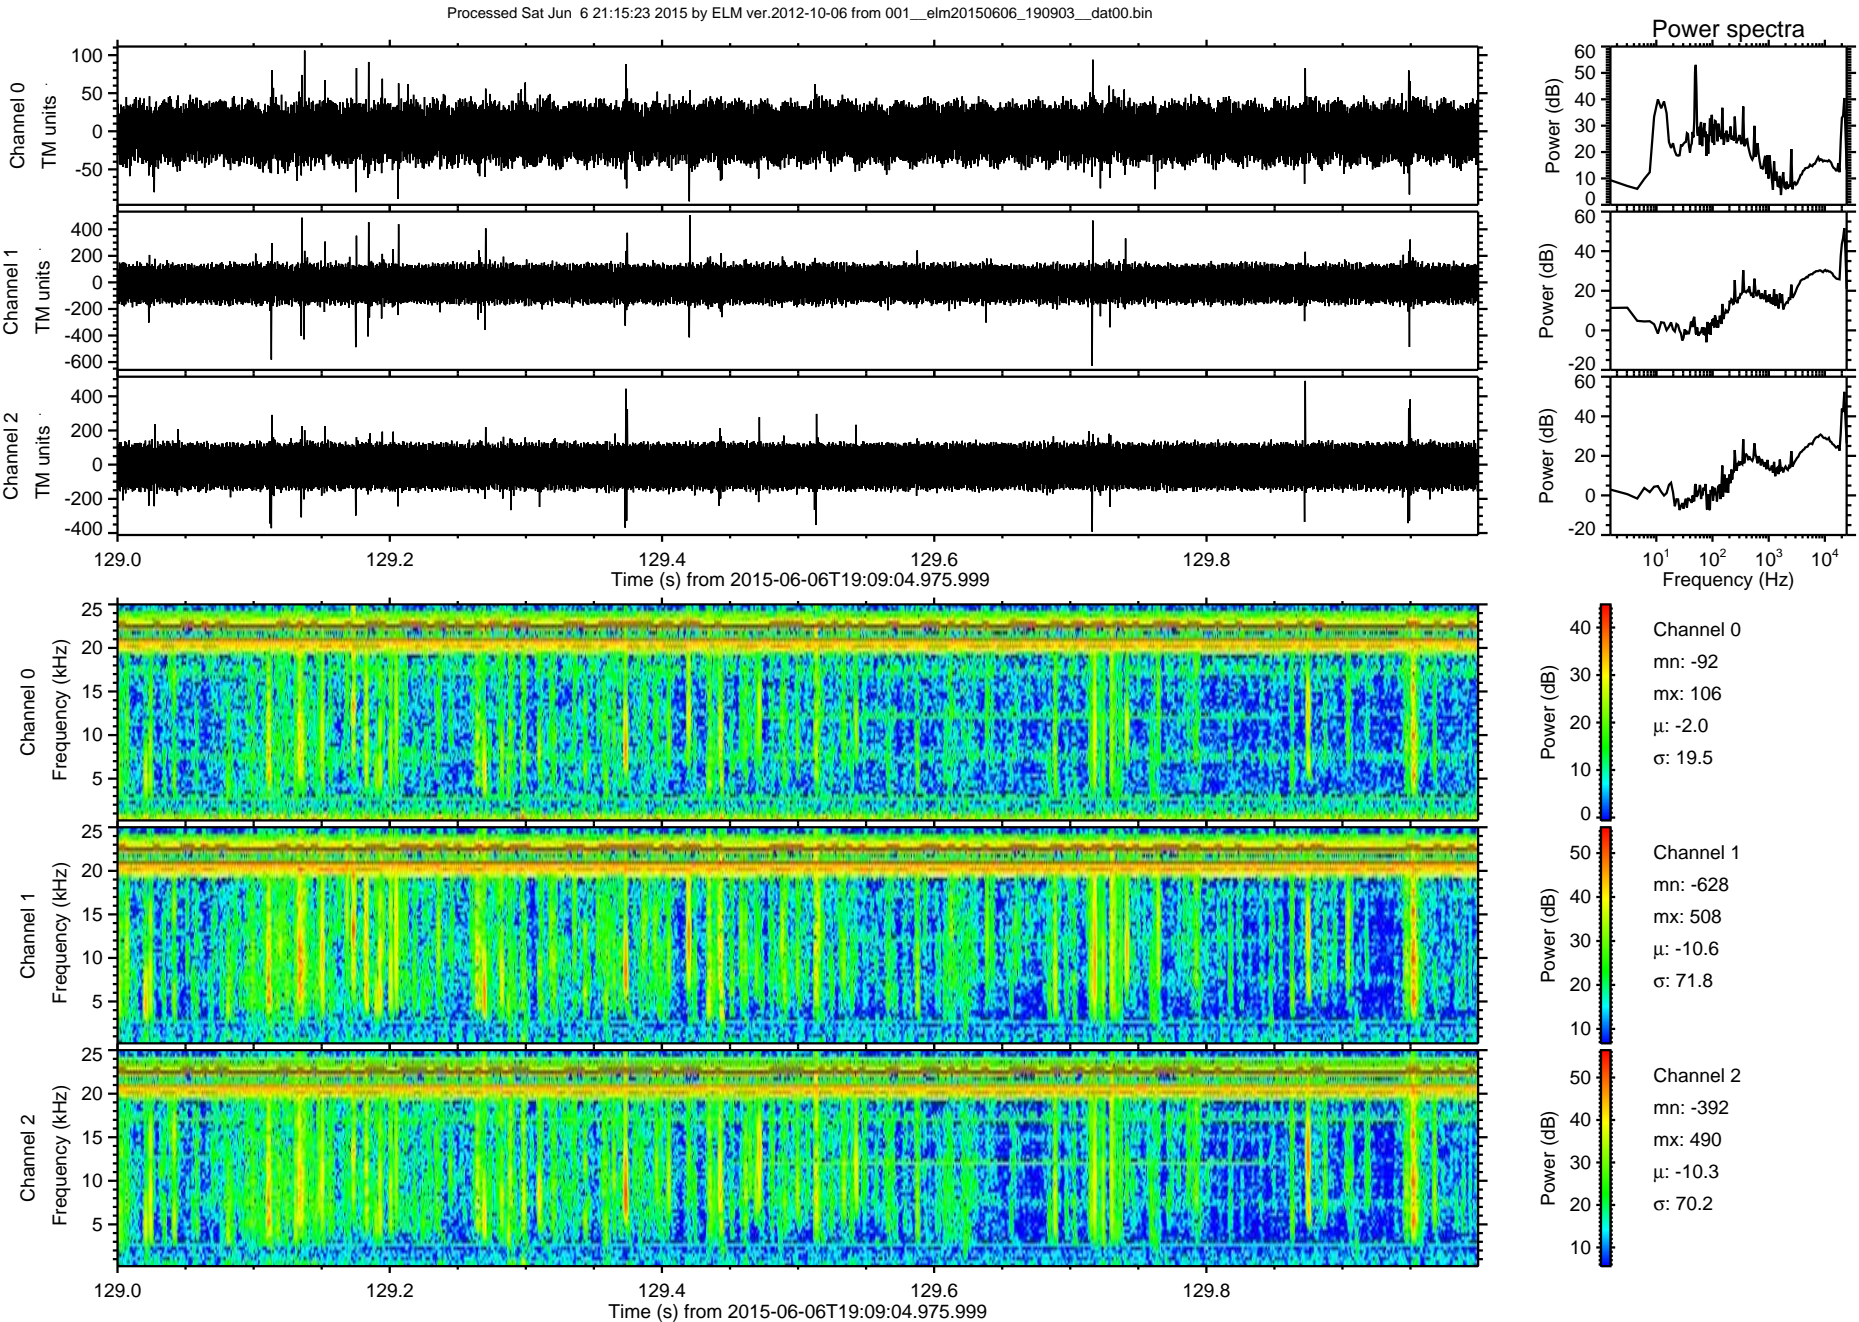 Processed Sat Jun  6 21:15:23 2015 by ELM ver.2012-10-06 from 001__elm20150606_190903__dat00.bin
Power spectra
Channel 0
TM units
100
50
0
-50
Power (dB)
60
50
40
30
20
10
0
Channel 1
TM units
400
200
0
-200
-400
-600
Power (dB)
60
40
20
0
-20
Channel 2
TM units
400
200
0
-200
-400
Power (dB)
60
40
20
0
-20
129.0 129.2 129.4 129.6 129.8
Time (s) from 2015-06-06T19:09:04.975.999
10¹ 10² 10³ 10⁴
Frequency (Hz)
Channel 0
Frequency (kHz)
25
20
15
10
5
Power (dB)
40
30
20
10
0
Channel 0
mn: -92
mx: 106
μ: -2.0
σ: 19.5
Channel 1
Frequency (kHz)
25
20
15
10
5
Power (dB)
50
40
30
20
10
Channel 1
mn: -628
mx: 508
μ: -10.6
σ: 71.8
Channel 2
Frequency (kHz)
25
20
15
10
5
Power (dB)
50
40
30
20
10
Channel 2
mn: -392
mx: 490
μ: -10.3
σ: 70.2
129.0 129.2 129.4 129.6 129.8
Time (s) from 2015-06-06T19:09:04.975.999